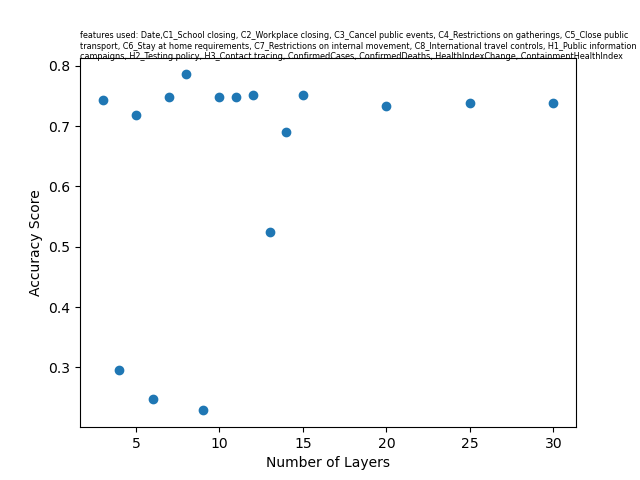 features used: Date,C1_School closing, C2_Workplace closing, C3_Cancel public events, C4_Restrictions on gatherings, C5_Close public
transport, C6_Stay at home requirements, C7_Restrictions on internal movement, C8_International travel controls, H1_Public information
campaigns, H2_Testing policy, H3_Contact tracing, ConfirmedCases, ConfirmedDeaths, HealthIndexChange, ContainmentHealthIndex
0.8
0.7
0.6
0.5
0.4
0.3
Accuracy Score
5 10 15 20 25 30
Number of Layers